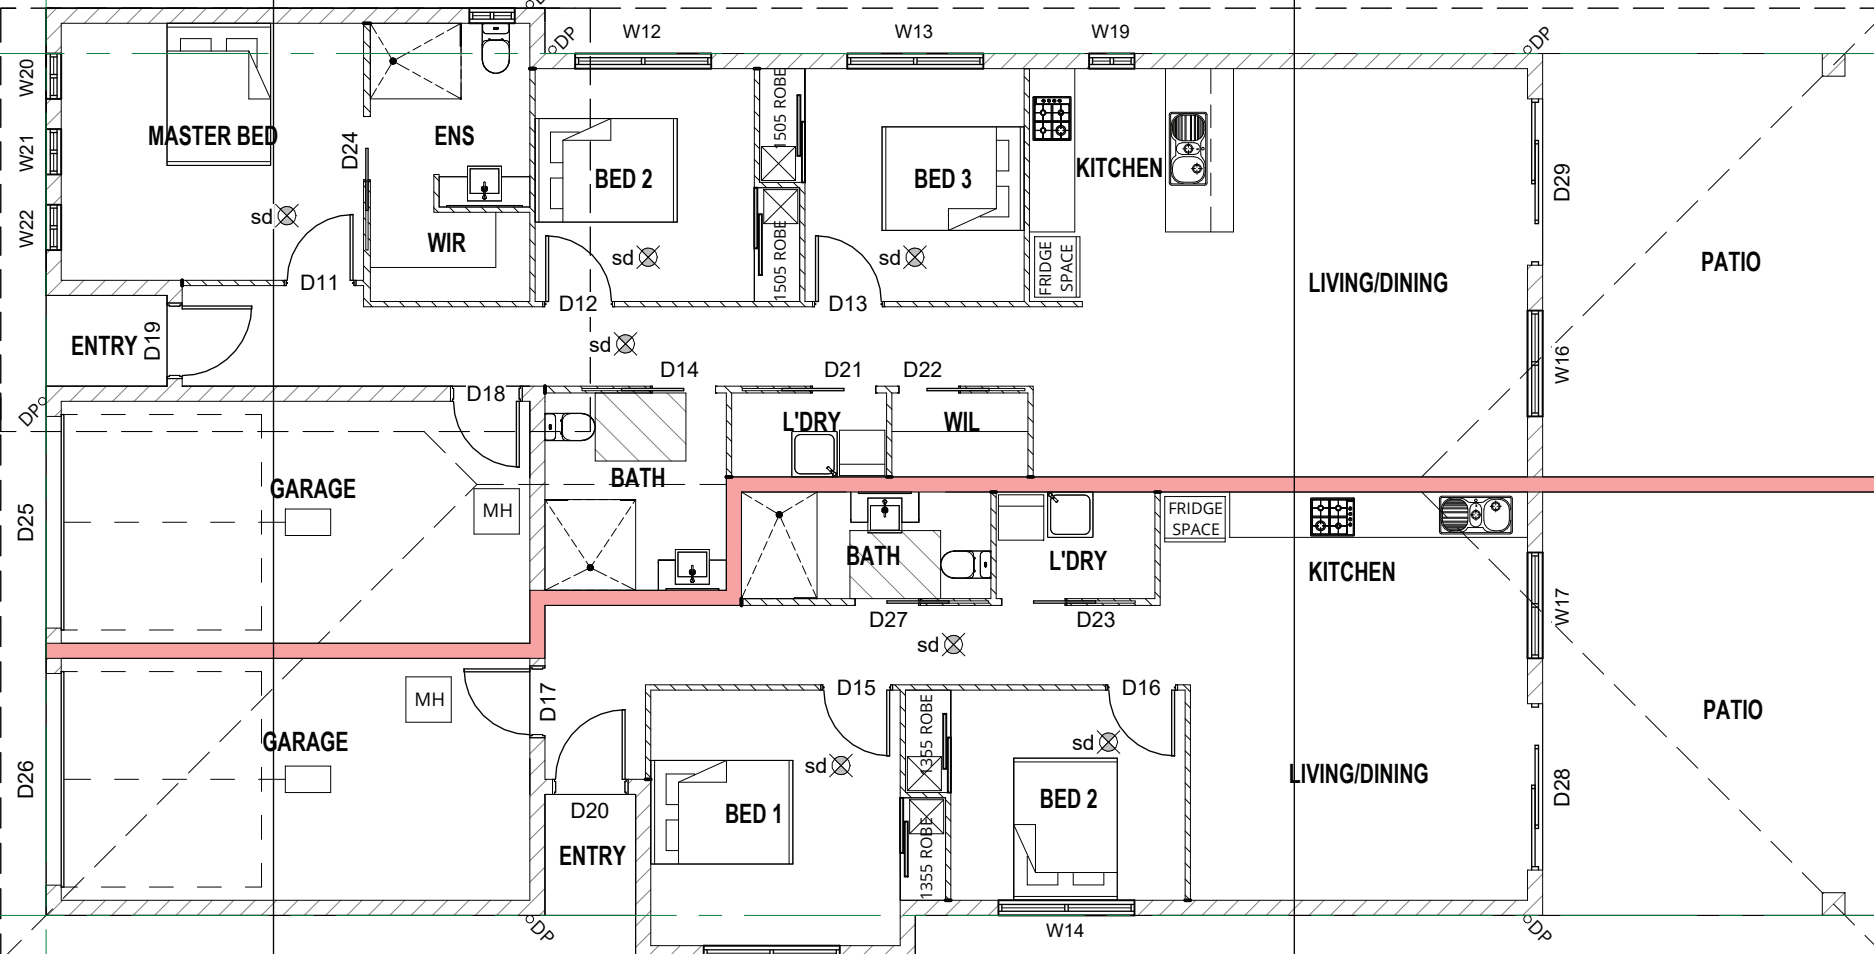 DP
W12
W13
W19
DP
DP
W20
MASTER BED
ENS
D24
1505 ROBE
W21
BED 2
BED 3
KITCHEN
D29
W22
sd
WIR
sd
1505 ROBE
sd
FRIDGE
SPACE
LIVING/DINING
PATIO
D11
D12
D13
ENTRY
D19
sd
D14
D21
D22
W16
D18
DP
L'DRY
WIL
GARAGE
BATH
D25
MH
FRIDGE
SPACE
BATH
L'DRY
KITCHEN
W17
D27
D23
sd
MH
D17
D15
D16
PATIO
GARAGE
1355 ROBE
sd
sd
D26
LIVING/DINING
D28
D20
BED 1
BED 2
ENTRY
1355 ROBE
DP
W14
DP